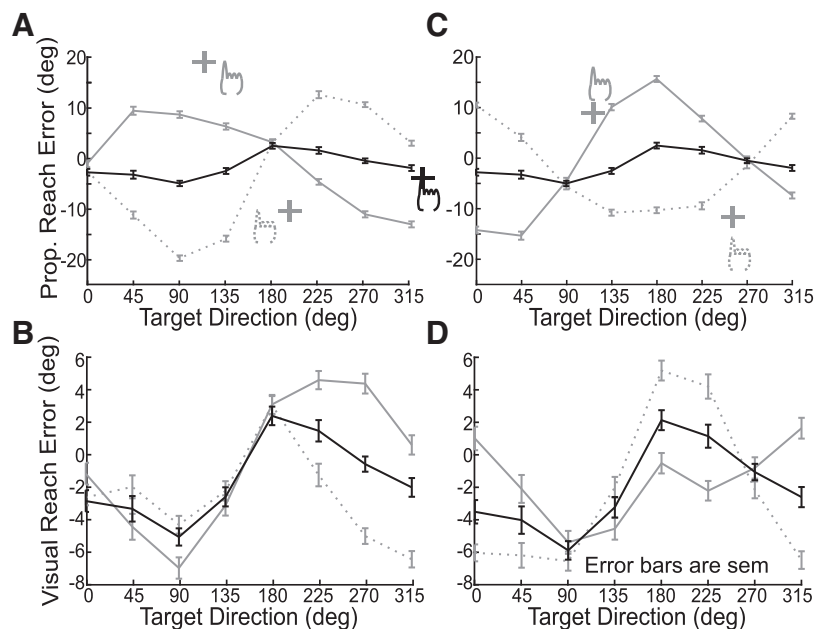 A
Prop. Reach Error (deg)
20
10
0
-10
-20
0 45 90 135 180 225 270 315
Target Direction (deg)
C
20
10
0
-10
-20
0 45 90 135 180 225 270 315
Target Direction (deg)
B
Visual Reach Error (deg)
6
4
2
0
-2
-4
-6
-8
0 45 90 135 180 225 270 315
Target Direction (deg)
D
6
4
2
0
-2
-4
-6
-8
Error bars are sem
0 45 90 135 180 225 270 315
Target Direction (deg)